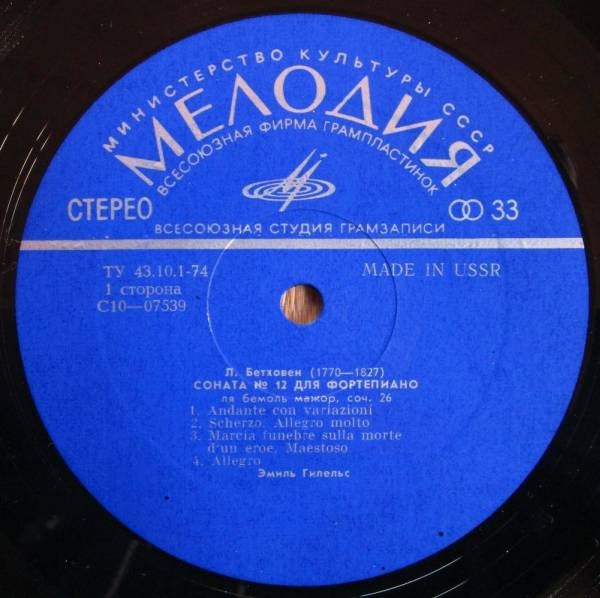 МИНИСТЕРСТВО КУЛЬТУРЫ СССР
МЕЛОДИЯ
ВСЕСОЮЗНАЯ ФИРМА ГРАМПЛАСТИНОК
СТЕРЕО
33
ВСЕСОЮЗНАЯ СТУДИЯ ГРАМЗАПИСИ
ТУ 43.10.1-74
MADE IN USSR
1 сторона
С10—07539
Л. Бетховен (1770—1827)
СОНАТА № 12 ДЛЯ ФОРТЕПИАНО
ля бемоль мажор, соч. 26
1. Andante con variazioni
2. Scherzo. Allegro molto
3. Marcia funebre sulla morte
d'un eroe. Maestoso
4. Allegro
Эмиль Гилельс